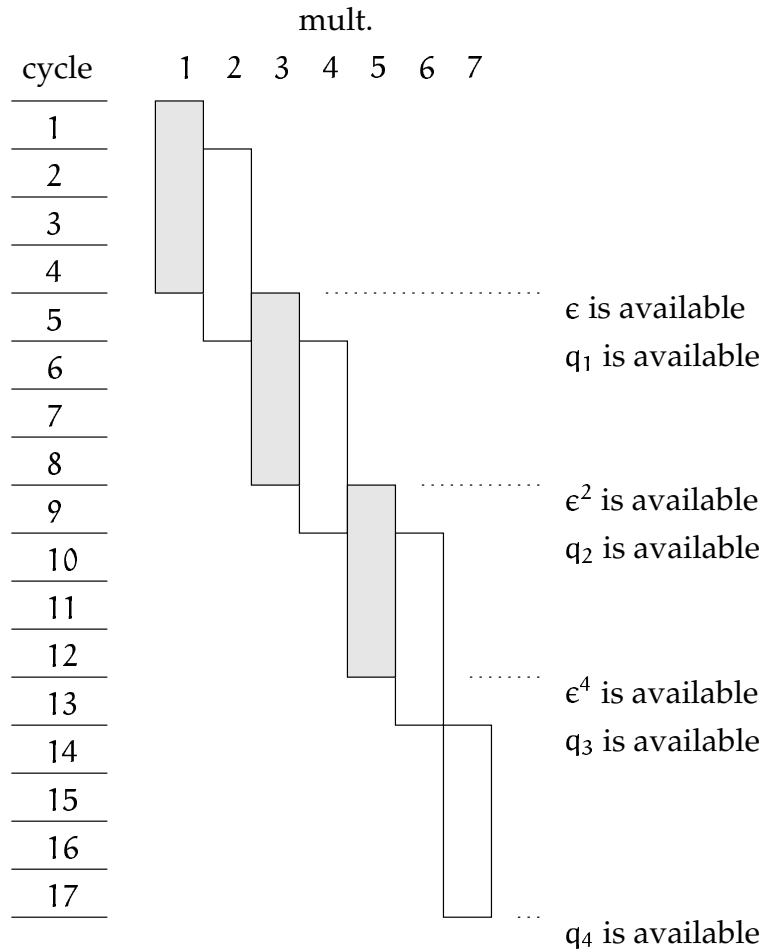 mult.
cycle 1 2 3 4 5 6 7
1
2
3
4
ϵ is available
5
q₁ is available
6
7
8
ϵ² is available
9
q₂ is available
10
11
12
ϵ⁴ is available
13
q₃ is available
14
15
16
17
q₄ is available